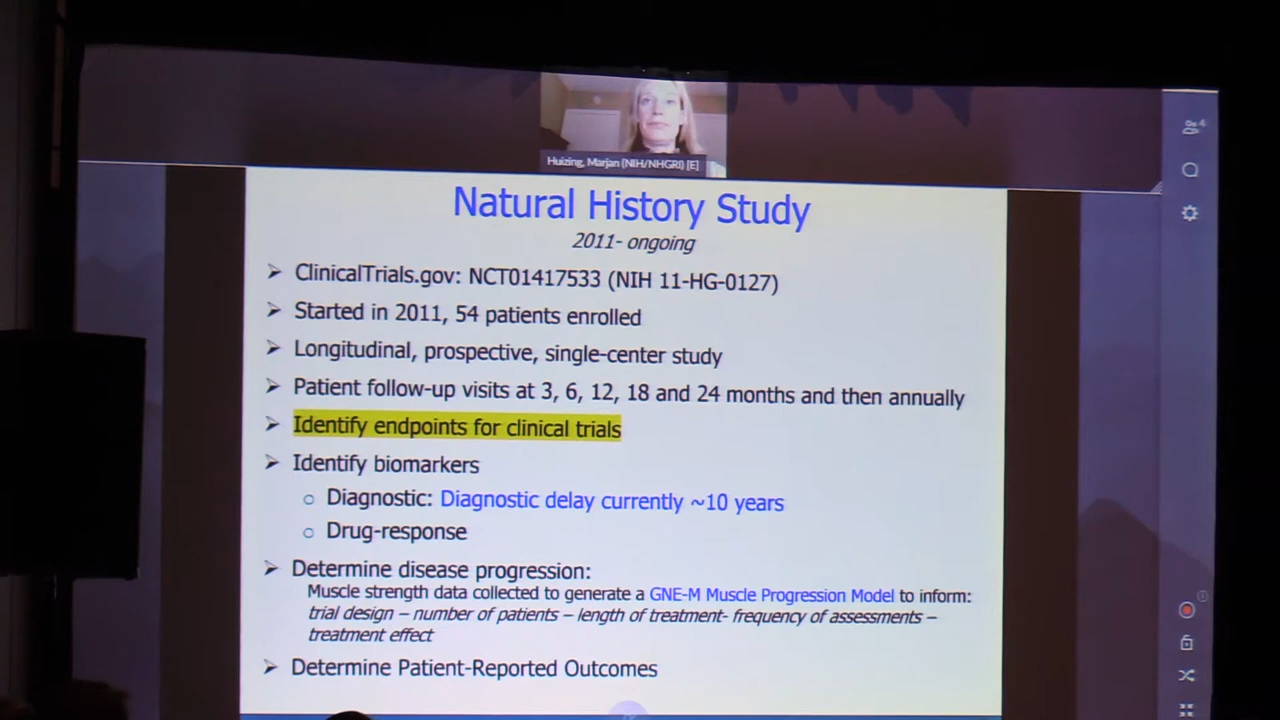 Huizing, Marjan (NIH/NHGRI) [E]
4
Natural History Study
2011- ongoing
➢ ClinicalTrials.gov: NCT01417533 (NIH 11-HG-0127)
➢ Started in 2011, 54 patients enrolled
➢ Longitudinal, prospective, single-center study
➢ Patient follow-up visits at 3, 6, 12, 18 and 24 months and then annually
➢ Identify endpoints for clinical trials
➢ Identify biomarkers
○ Diagnostic: Diagnostic delay currently ~10 years
○ Drug-response
➢ Determine disease progression:
Muscle strength data collected to generate a GNE-M Muscle Progression Model to inform:
trial design – number of patients – length of treatment- frequency of assessments –
treatment effect
➢ Determine Patient-Reported Outcomes